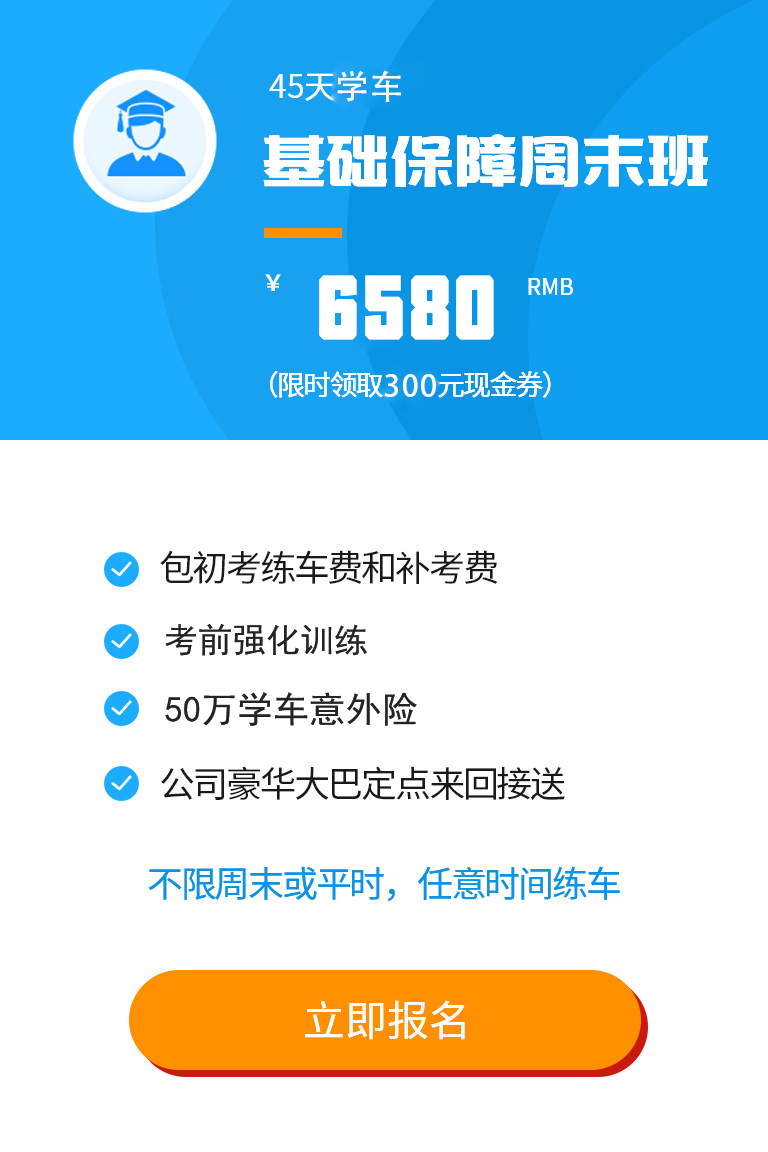 45天学车
基础保障周末班
¥ 6580 RMB
（限时领取300元现金券）
包初考练车费和补考费
考前强化训练
50万学车意外险
公司豪华大巴定点来回接送
不限周末或平时，任意时间练车
立即报名